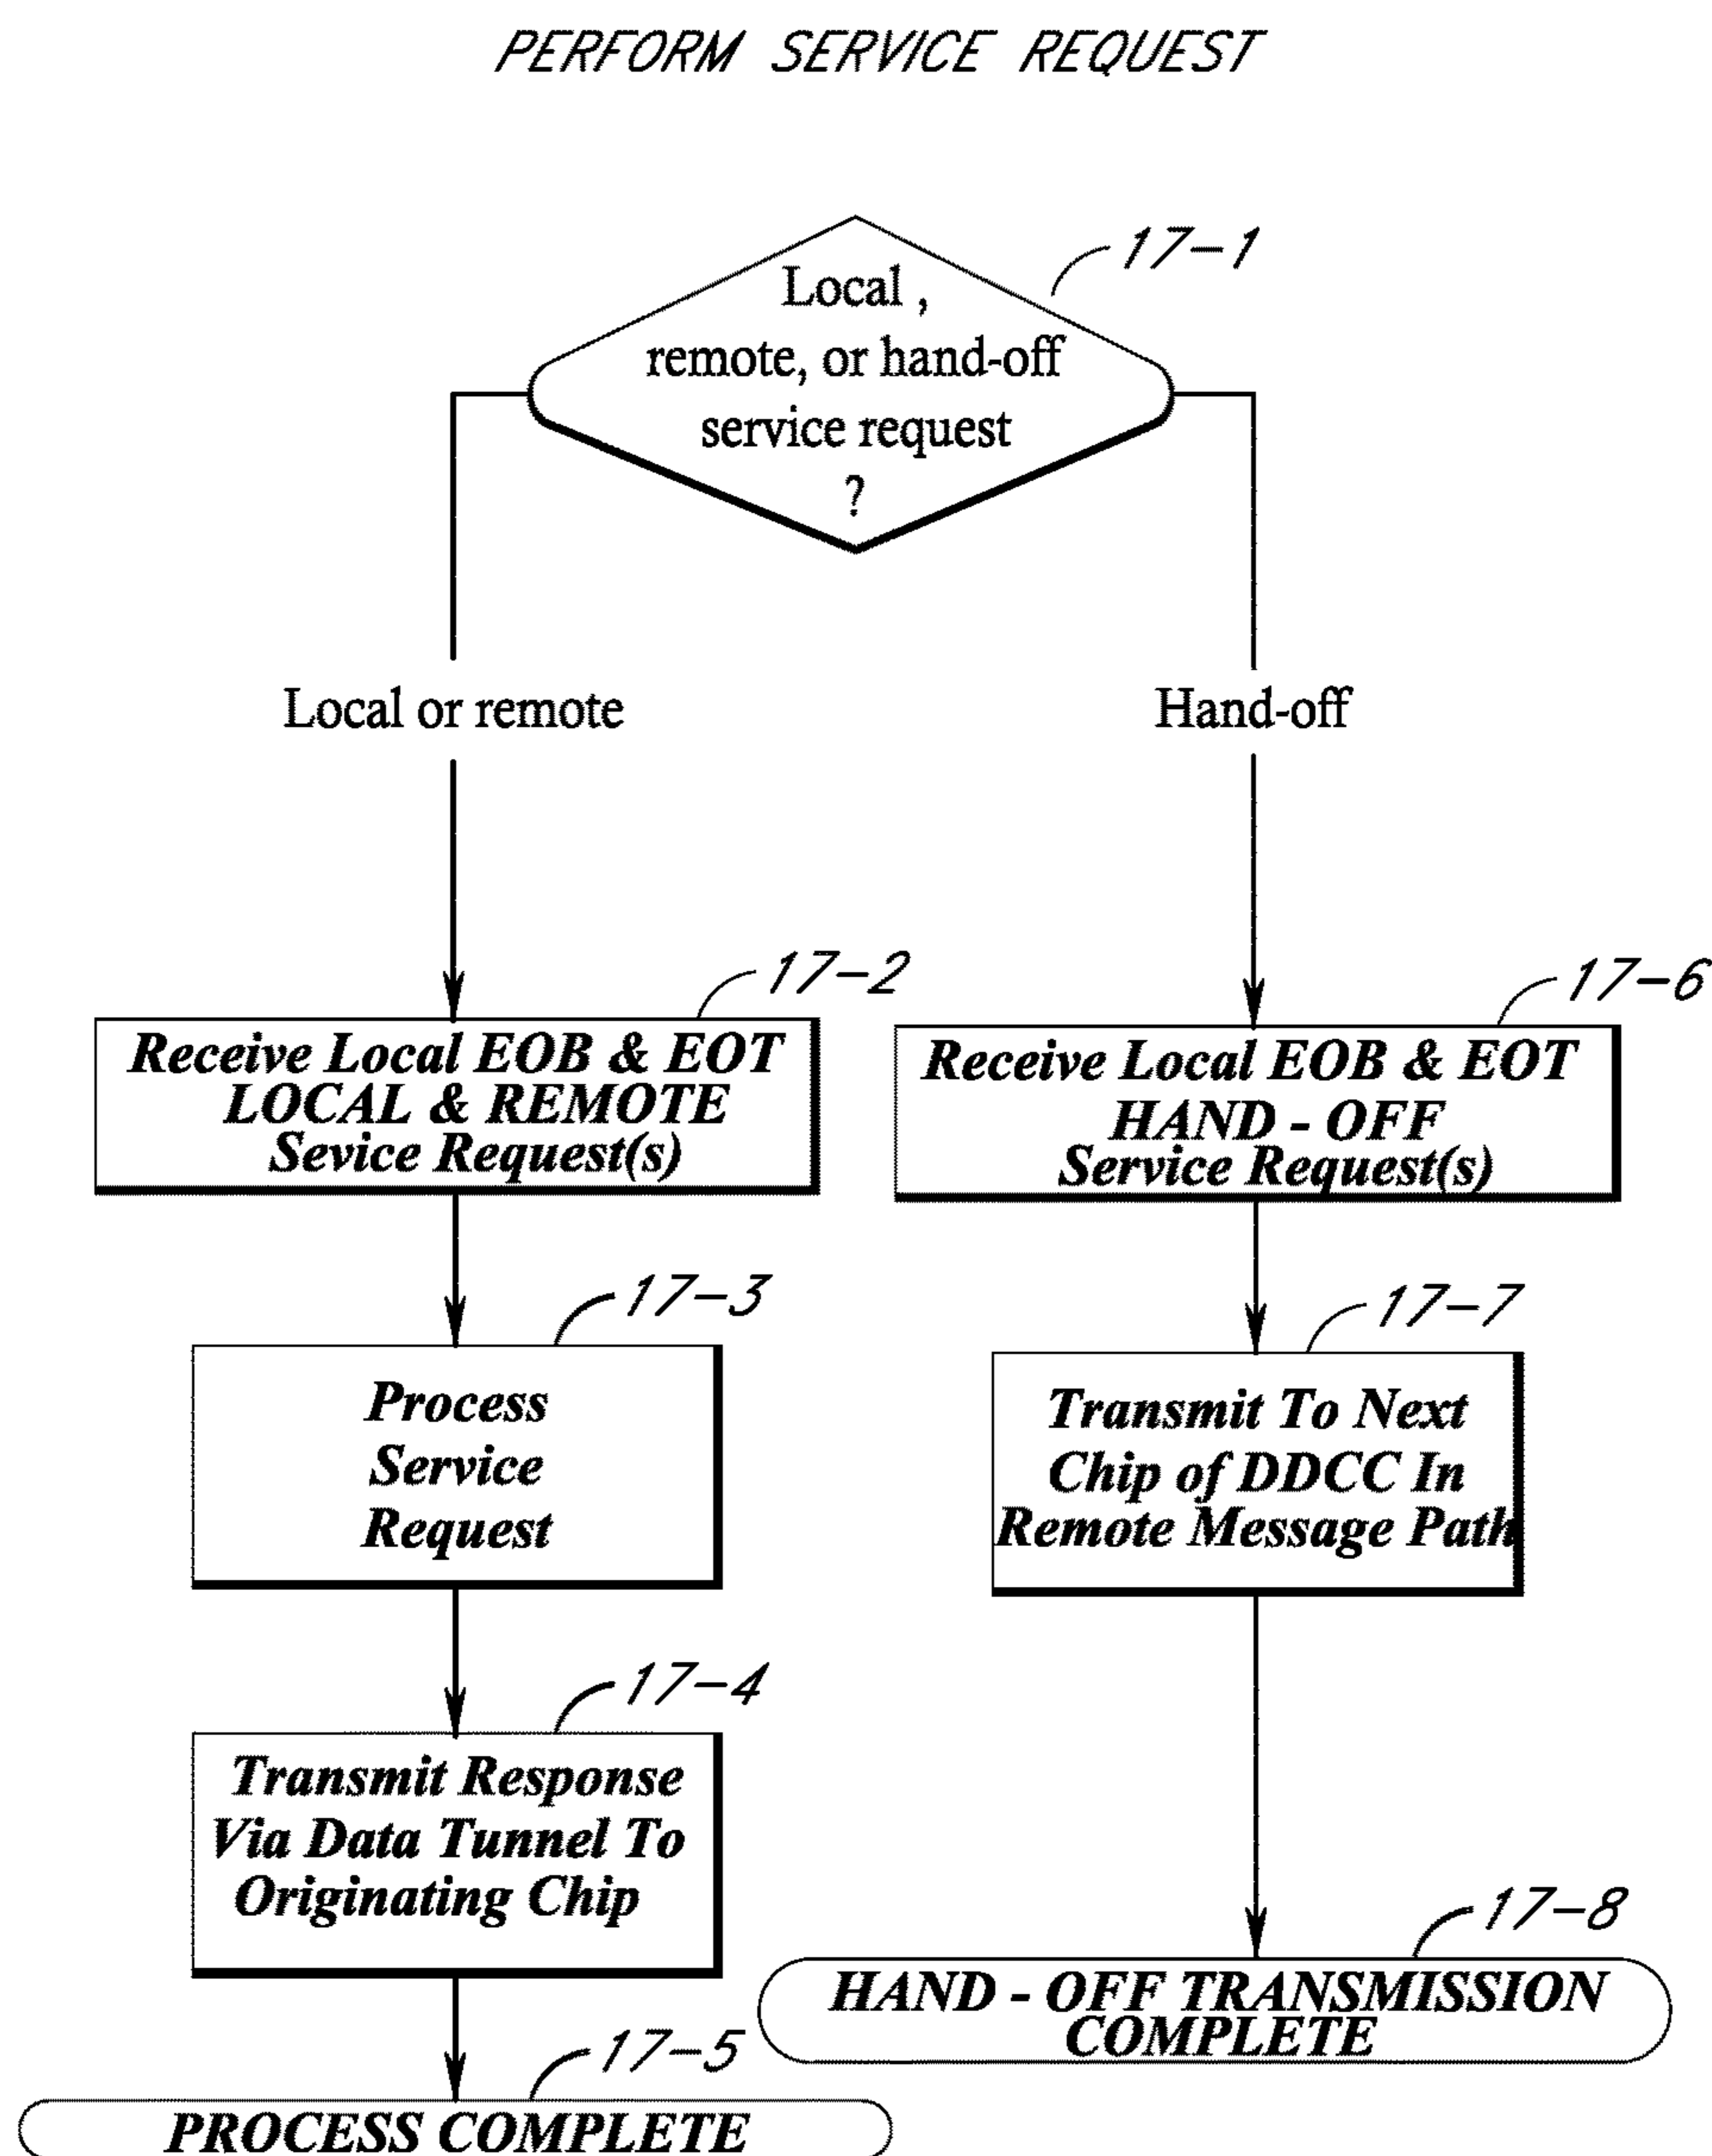 PERFORM SERVICE REQUEST
17-1
Local ,
remote, or hand-off
service request
?
Local or remote
Hand-off
17-2
Receive Local EOB & EOT
LOCAL & REMOTE
Sevice Request(s)
17-6
Receive Local EOB & EOT
HAND - OFF
Service Request(s)
17-3
Process
Service
Request
17-7
Transmit To Next
Chip of DDCC In
Remote Message Path
17-4
Transmit Response
Via Data Tunnel To
Originating Chip
17-8
HAND - OFF TRANSMISSION
COMPLETE
17-5
PROCESS COMPLETE